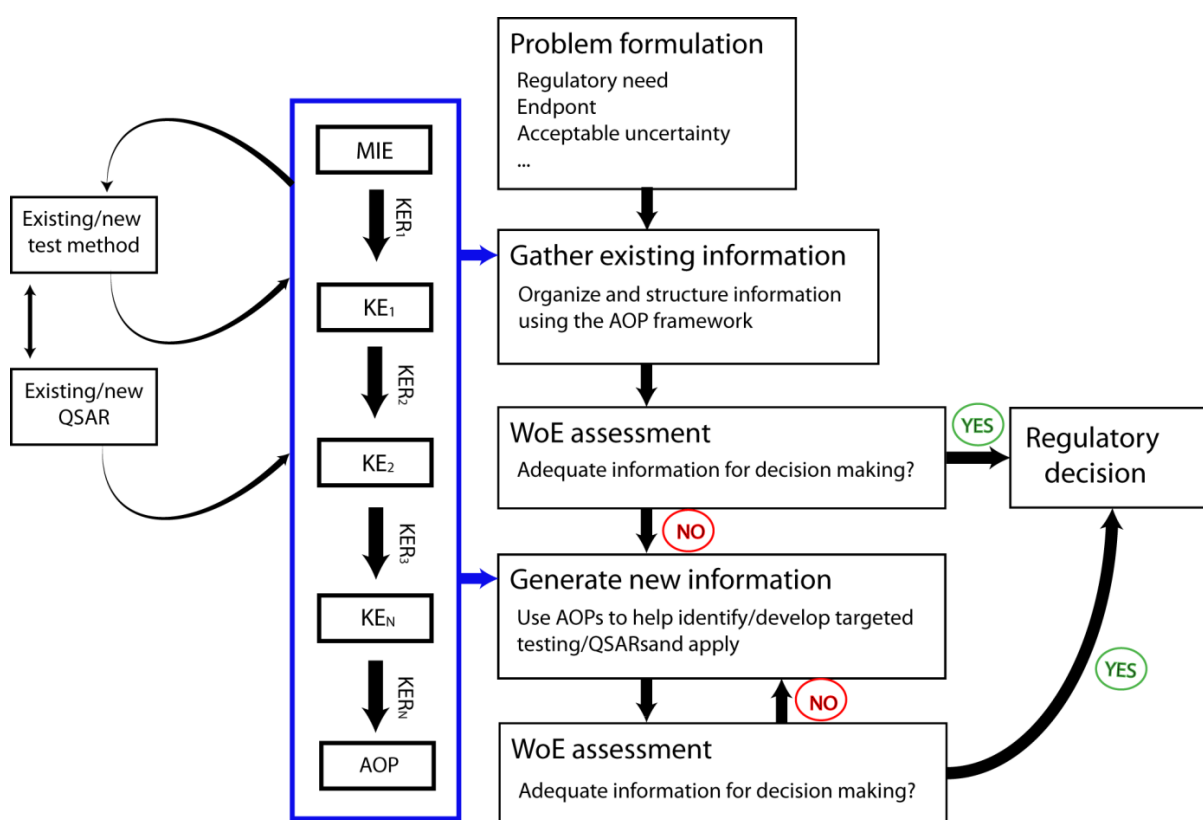 Existing/new
test method
Existing/new
QSAR
MIE
KER1
KE1
KER2
KE2
KER3
KEN
KERN
AOP
Problem formulation
Regulatory need
Endpont
Acceptable uncertainty
...
Gather existing information
Organize and structure information
using the AOP framework
WoE assessment
Adequate information for decision making?
YES
Regulatory
decision
NO
Generate new information
Use AOPs to help identify/develop targeted
testing/QSARsand apply
NO
YES
WoE assessment
Adequate information for decision making?